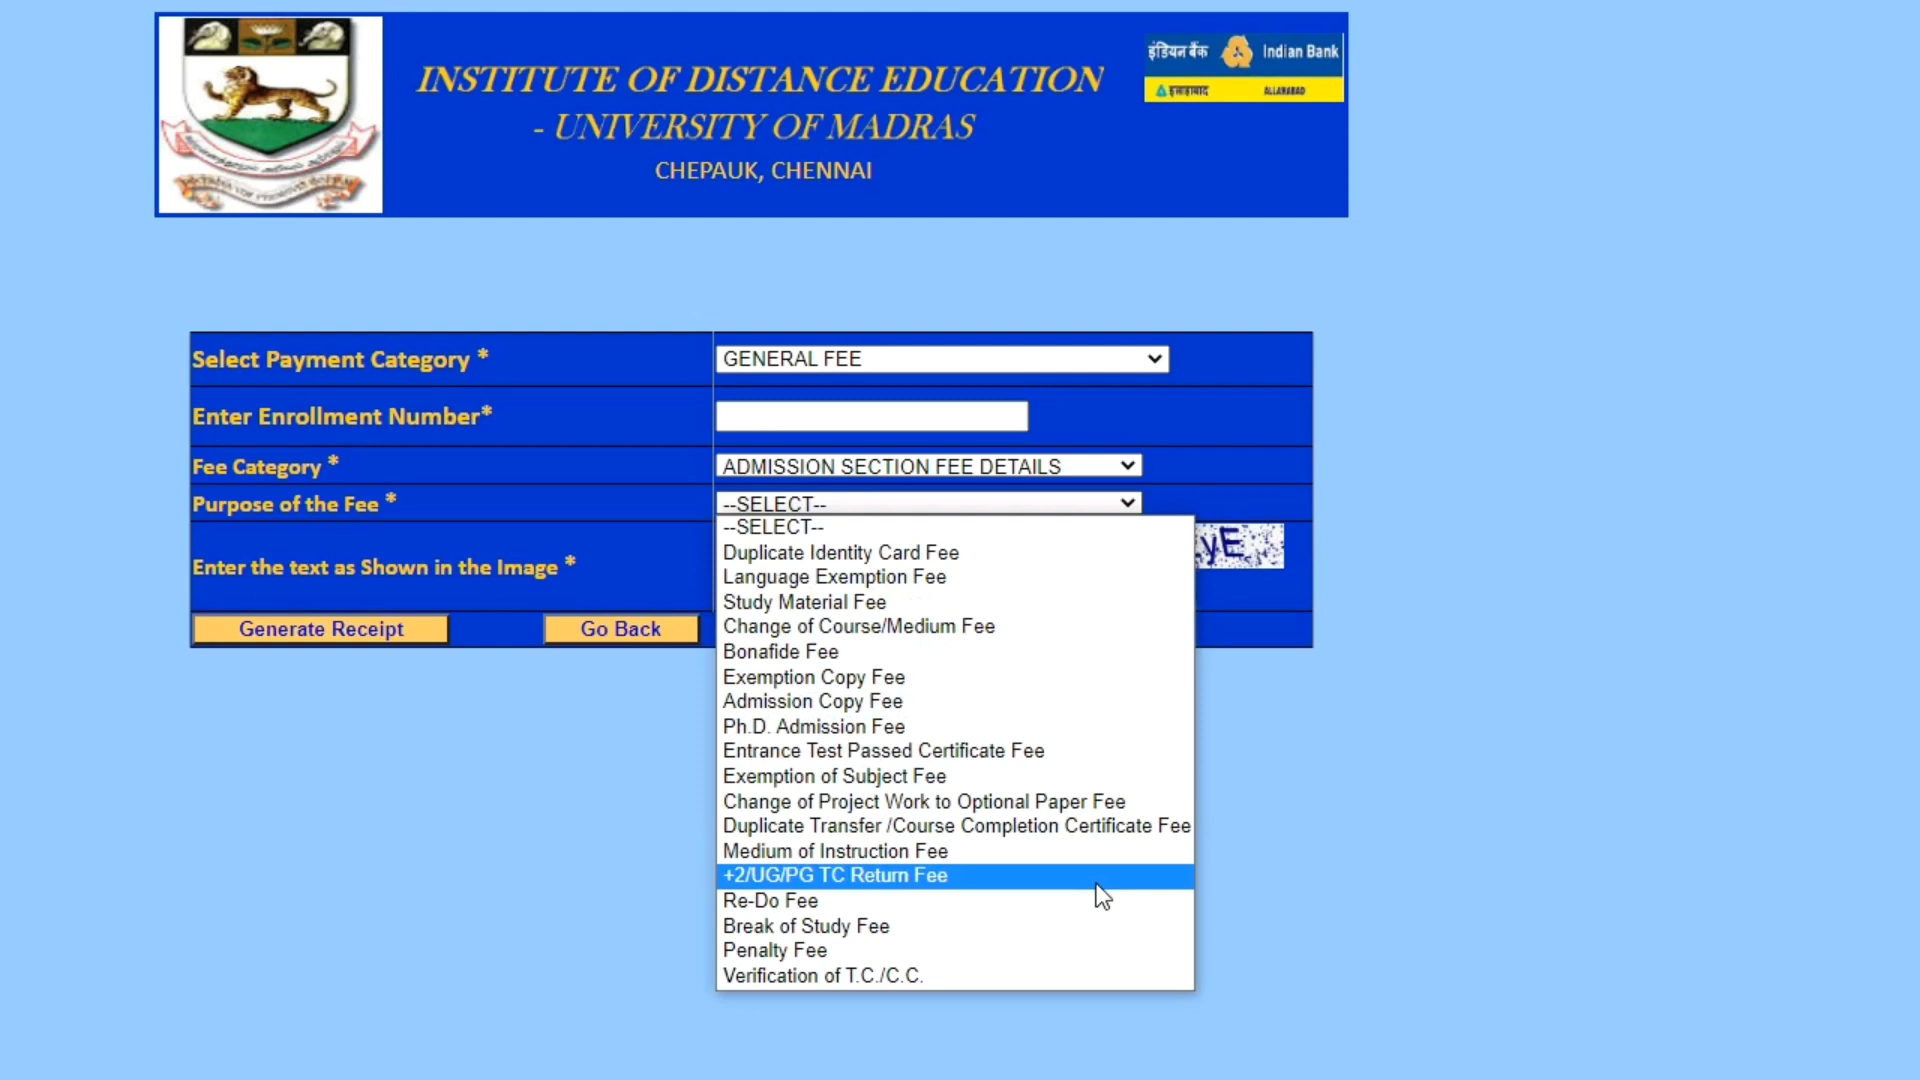 INSTITUTE OF DISTANCE EDUCATION
- UNIVERSITY OF MADRAS
CHEPAUK, CHENNAI
इंडियन बैंक Indian Bank
इलाहाबाद ALLAHABAD
Select Payment Category * GENERAL FEE
Enter Enrollment Number*
Fee Category * ADMISSION SECTION FEE DETAILS
Purpose of the Fee * --SELECT--
--SELECT--
Duplicate Identity Card Fee
Language Exemption Fee
Study Material Fee
Change of Course/Medium Fee
Bonafide Fee
Exemption Copy Fee
Admission Copy Fee
Ph.D. Admission Fee
Entrance Test Passed Certificate Fee
Exemption of Subject Fee
Change of Project Work to Optional Paper Fee
Duplicate Transfer /Course Completion Certificate Fee
Medium of Instruction Fee
+2/UG/PG TC Return Fee
Re-Do Fee
Break of Study Fee
Penalty Fee
Verification of T.C./C.C.
Enter the text as Shown in the Image *
yE
Generate Receipt Go Back